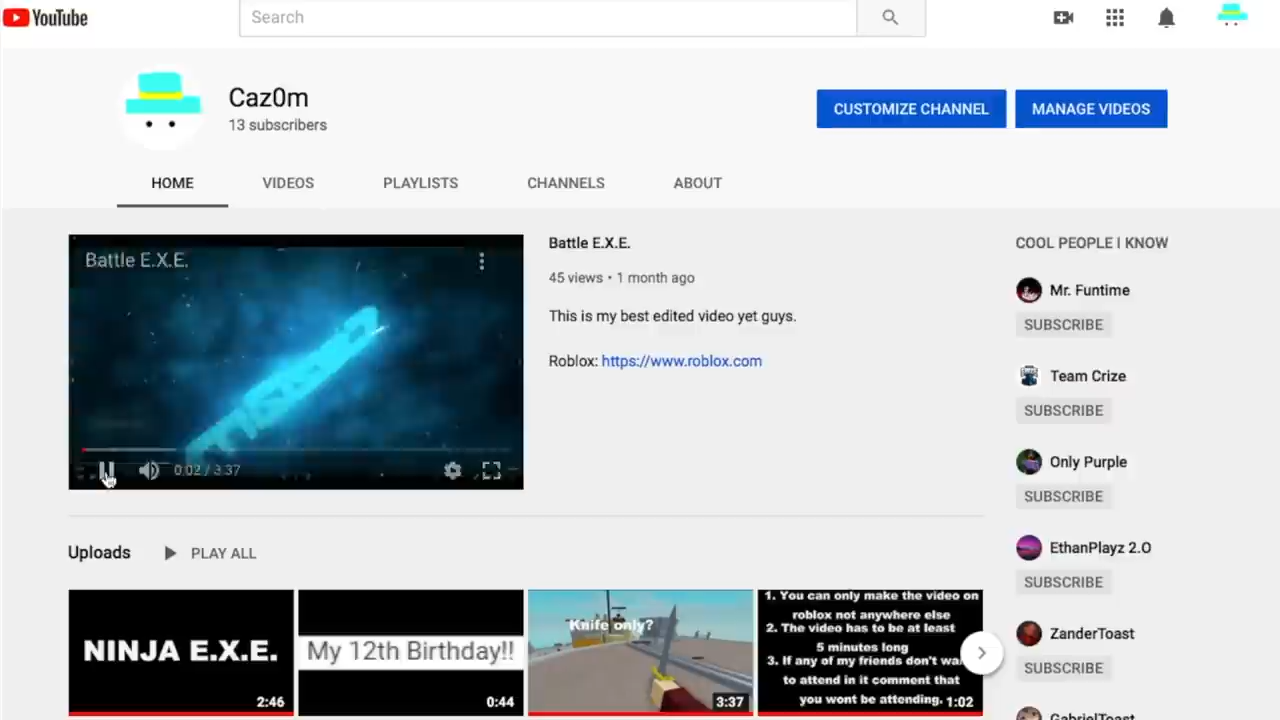 YouTube
Search
Caz0m
13 subscribers
CUSTOMIZE CHANNEL
MANAGE VIDEOS
HOME
VIDEOS
PLAYLISTS
CHANNELS
ABOUT
Battle E.X.E.
0:02 / 3:37
Battle E.X.E.
45 views • 1 month ago
This is my best edited video yet guys.
Roblox: https://www.roblox.com
COOL PEOPLE I KNOW
Mr. Funtime
SUBSCRIBE
Team Crize
SUBSCRIBE
Only Purple
SUBSCRIBE
EthanPlayz 2.O
SUBSCRIBE
ZanderToast
SUBSCRIBE
GabrielToast
Uploads
PLAY ALL
NINJA E.X.E.
2:46
My 12th Birthday!!
0:44
Knife only?
3:37
1. You can only make the video on
roblox not anywhere else
2. The video has to be at least
5 minutes long
3. If any of my friends don't wa
to attend in it comment that
you wont be attending.
1:02